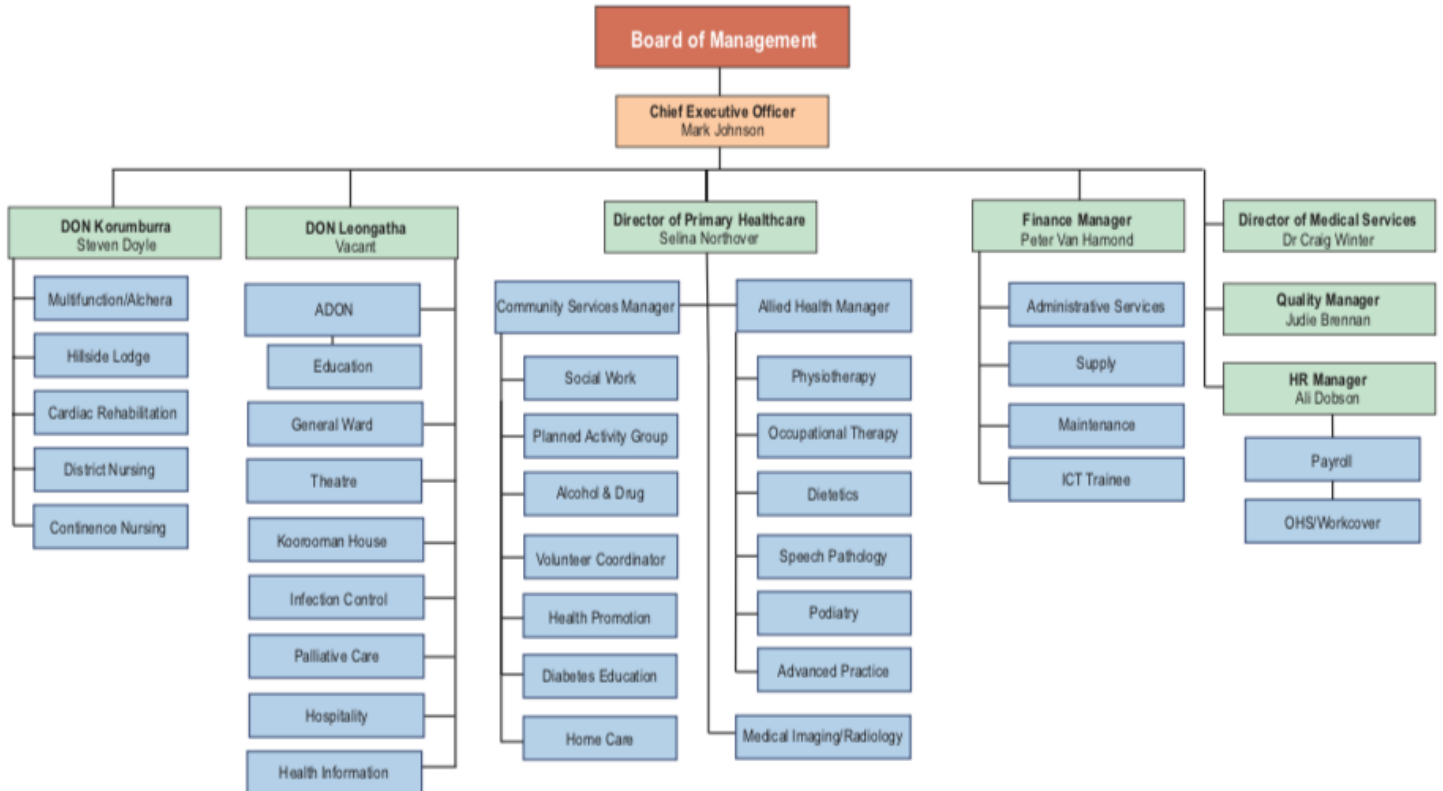 Board of Management
Chief Executive Officer
Mark Johnson
DON Korumburra
Steven Doyle
Multifunction/Alchera
Hillside Lodge
Cardiac Rehabilitation
District Nursing
Continence Nursing
DON Leongatha
Vacant
ADON
Education
General Ward
Theatre
Koorooman House
Infection Control
Palliative Care
Hospitality
Health Information
Director of Primary Healthcare
Selina Northover
Community Services Manager
Social Work
Planned Activity Group
Alcohol & Drug
Volunteer Coordinator
Health Promotion
Diabetes Education
Home Care
Allied Health Manager
Physiotherapy
Occupational Therapy
Dietetics
Speech Pathology
Podiatry
Advanced Practice
Medical Imaging/Radiology
Finance Manager
Peter Van Hamond
Administrative Services
Supply
Maintenance
ICT Trainee
Director of Medical Services
Dr Craig Winter
Quality Manager
Judie Brennan
HR Manager
Ali Dobson
Payroll
OHS/Workcover